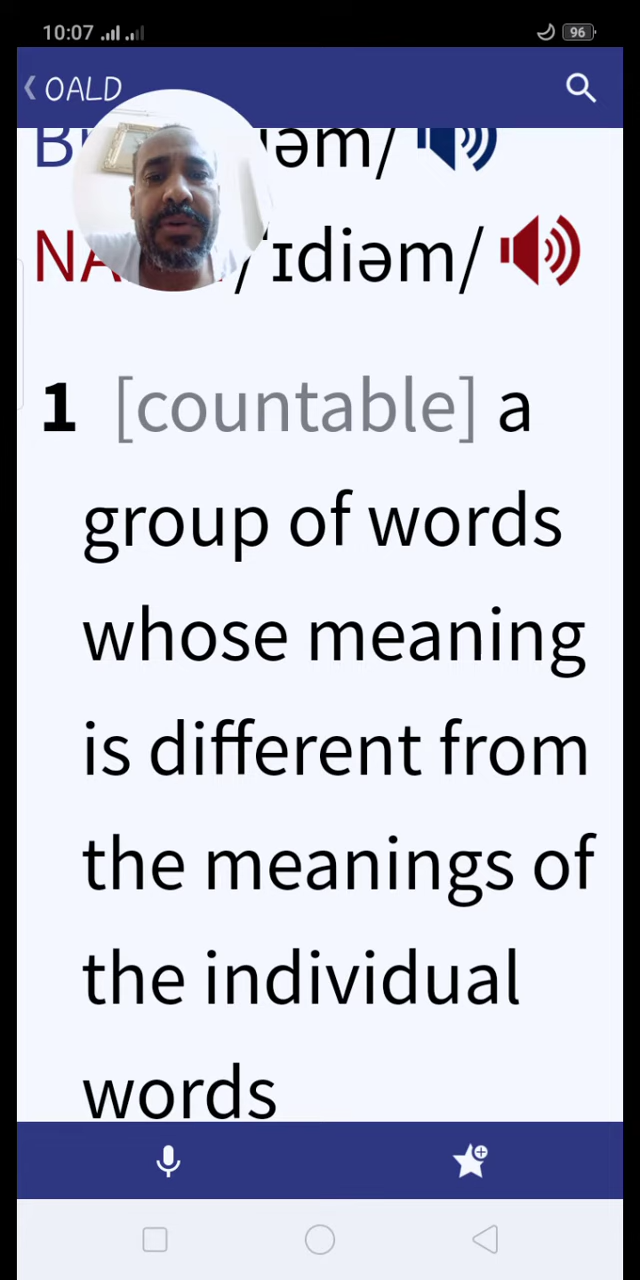 10:07 96
OALD
əm/
/ˈɪdiəm/
1 [countable] a
group of words
whose meaning
is different from
the meanings of
the individual
words